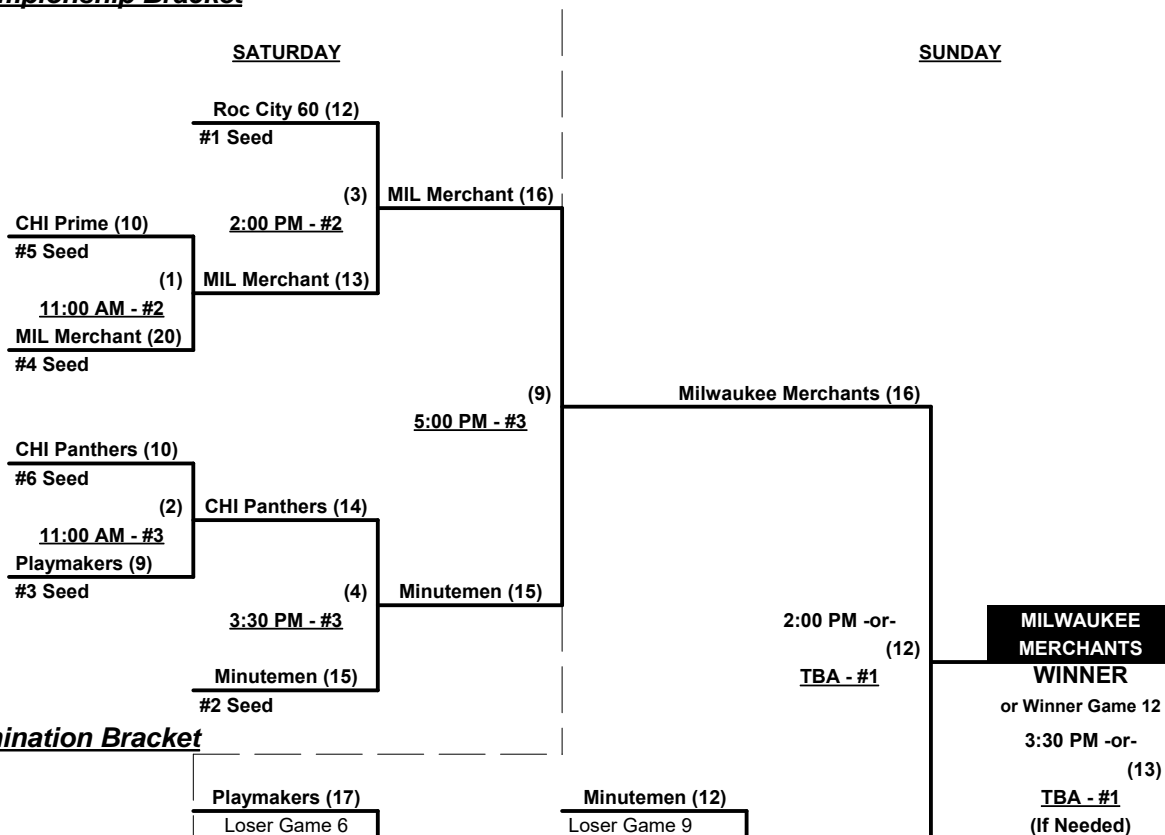 Bracket
SATURDAY
SUNDAY
Roc City 60 (12)
#1 Seed
(3)
MIL Merchant (16)
CHI Prime (10)
2:00 PM - #2
#5 Seed
(1)
MIL Merchant (13)
11:00 AM - #2
MIL Merchant (20)
#4 Seed
(9)
Milwaukee Merchants (16)
5:00 PM - #3
CHI Panthers (10)
#6 Seed
(2)
CHI Panthers (14)
11:00 AM - #3
Playmakers (9)
#3 Seed
(4)
Minutemen (15)
3:30 PM - #3
2:00 PM -or-
MILWAUKEE
(12)
MERCHANTS
Minutemen (15)
TBA - #1
WINNER
#2 Seed
or Winner Game 12
Bracket
3:30 PM -or-
(13)
Playmakers (17)
Minutemen (12)
TBA - #1
Loser Game 6
Loser Game 9
(If Needed)